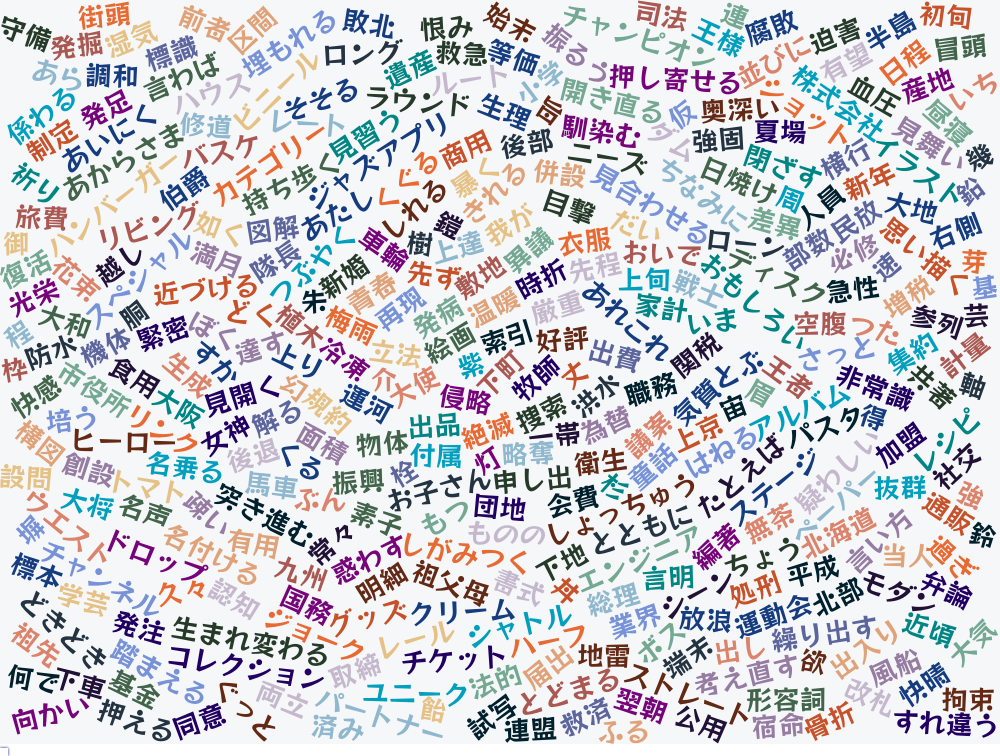 守備
街頭
発掘
湿気
前者
区間
標識
埋もれる
敗北
恨み
始末
チャンピオン
司法
連
王様
腐敗
迫害
半島
初旬
あら
調和
言わば
ハウス
ビニール
ロング
遺産
救急
等価
振るう
押し寄せる
並びに
有望
日程
冒頭
係わる
発足
そそる
ラウンド
ルート
小学
開き直る
仮
奥深い
ショット
株式会社
血圧
産地
いち
制定
あいにく
修道
レート
見習う
生理
旨
馴染む
ダム
強固
夏場
昼寝
見舞い
幾
祈り
あからさま
バスケ
カテゴリー
ジャズ
アプリ
商用
後部
ニーズ
閉ざす
横行
イラスト
鉛
ハンバーガー
伯爵
持ち歩く
くぐる
暴く
される
併設
見合わせる
ちなみに
日焼け
周
新年
人員
大地
右側
旅費
リビング
如く
図解
あたし
しれる
鎧
我が
目撃
だい
差異
民放
部数
必修
思い描く
御
復活
花束
越し
スペシャル
満月
隊長
つぶやく
車輪
樹
上達
異議
衣服
おいで
ローン
ディスク
速
芽
基
光栄
近づける
朱
新婚
先ず
敷地
時折
先程
上旬
戦士
おもしろい
急性
増税
程
大和
胴
どく
植木
青春
再現
発病
温暖
厳重
あれこれ
家計
いま
空腹
つた
参列
芸
枠
防水
機体
緊密
ぼく
達す
上り
梅雨
冷凍
立法
絵画
索引
好評
出費
関税
さっと
集約
計量
快感
市役所
食用
生成
すか
見開く
幻
規約
運河
介
大使
紫
下町
牧師
丈
洪水
職務
気質
とぶ
王者
眉
非常識
共著
軸
培う
大阪
リーク
女神
解る
面積
侵略
出品
絶滅
捜索
一帯
為替
議案
上京
宙
アルバム
得
レシピ
横図
ヒーロー
名乗る
後退
くる
物体
付属
灯
略奪
衛生
童話
はねる
たとえば
パスタ
加盟
社交
設問
創設
トマト
馬車
ぶん
振興
栓
お子さん
申し出
冬
ステージ
疑わしい
抜群
強
大将
名声
疎い
突き進む
常々
素子
もつ
団地
会費
しょっちゅう
とともに
編著
無茶
ペーパー
通販
鈴
ウエスト
掌
ドロップ
名付ける
有用
惑わす
しがみつく
ものの
下地
エンジニア
ちょう
北海道
言い方
当人
過ぎ
標本
チャンネル
久々
認知
九州
明細
祖父母
書式
丼
総理
言明
シーン
処刑
平成
モダン
弁論
学芸
どきどき
発注
生まれ変わる
国務
ジョーク
グッズ
クリーム
シャトル
ハーフ
業界
ボス
放浪
運動会
北部
近頃
大気
祖先
踏まえる
コレクション
取締
レール
チケット
届出
地雷
端末
出し
繰り出す
欲
出入り
風船
快晴
何で
下車
基金
ぐっと
両立
パートナー
ユニーク
飴
法的
とどまる
ストレート
考え直す
形容詞
改札
拘束
向かい
押える
同意
済み
試写
連盟
救済
ふる
翌朝
公用
宿命
骨折
すれ違う